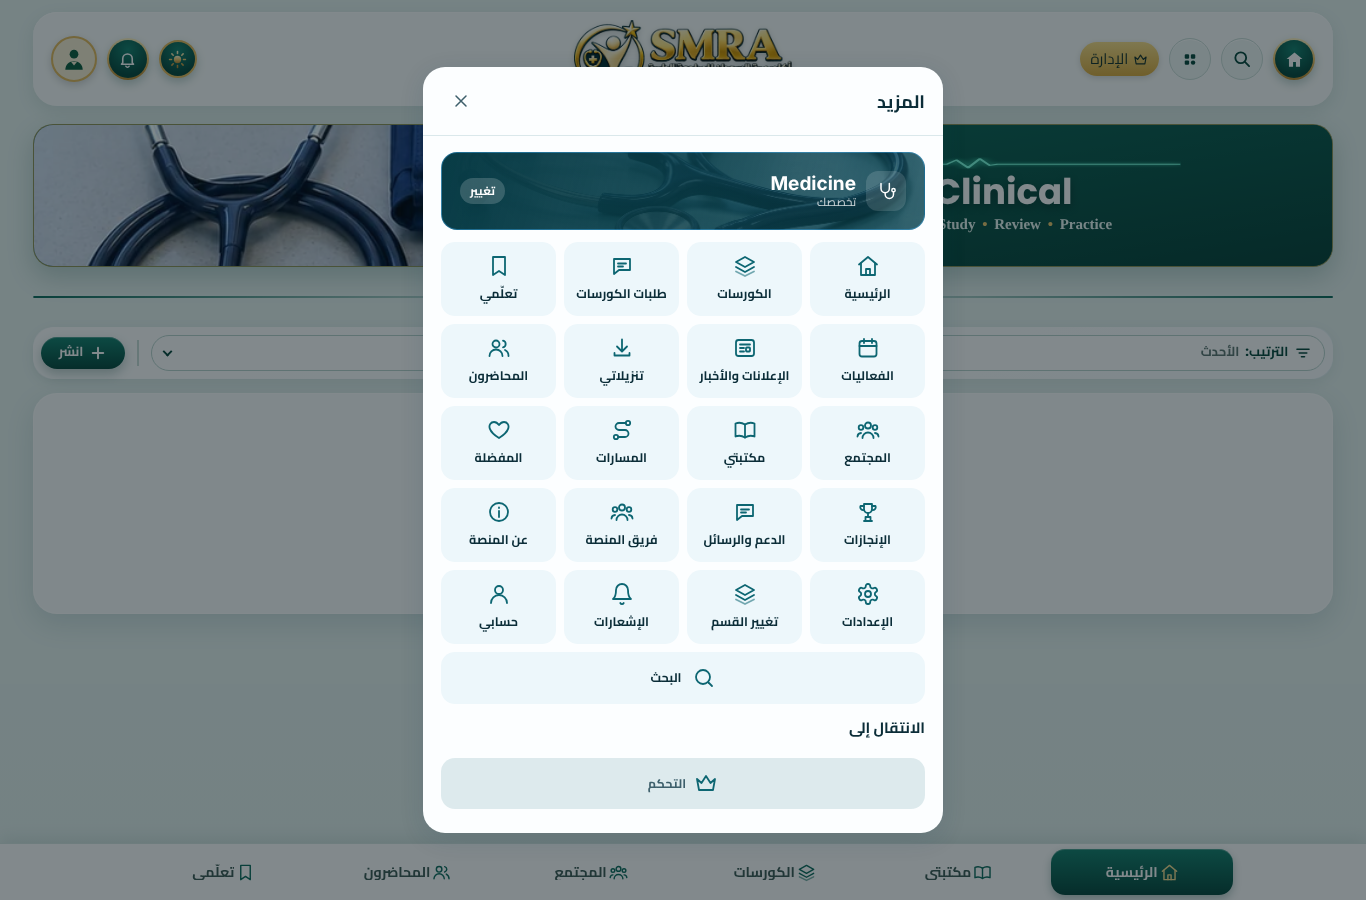 SMRA
الإدارة
المزيد
Medicine
تخصصك
تغيير
Clinical
Study • Review • Practice
الرئيسية
الكورسات
طلبات الكورسات
تعلّمي
الفعاليات
الإعلانات والأخبار
تنزيلاتي
المحاضرون
المجتمع
مكتبتي
المسارات
المفضلة
الإنجازات
الدعم والرسائل
فريق المنصة
عن المنصة
الإعدادات
تغيير القسم
الإشعارات
حسابي
البحث
الانتقال إلى
التحكم
الترتيب: الأحدث
انشر
الرئيسية
مكتبتي
الكورسات
المجتمع
المحاضرون
تعلّمي